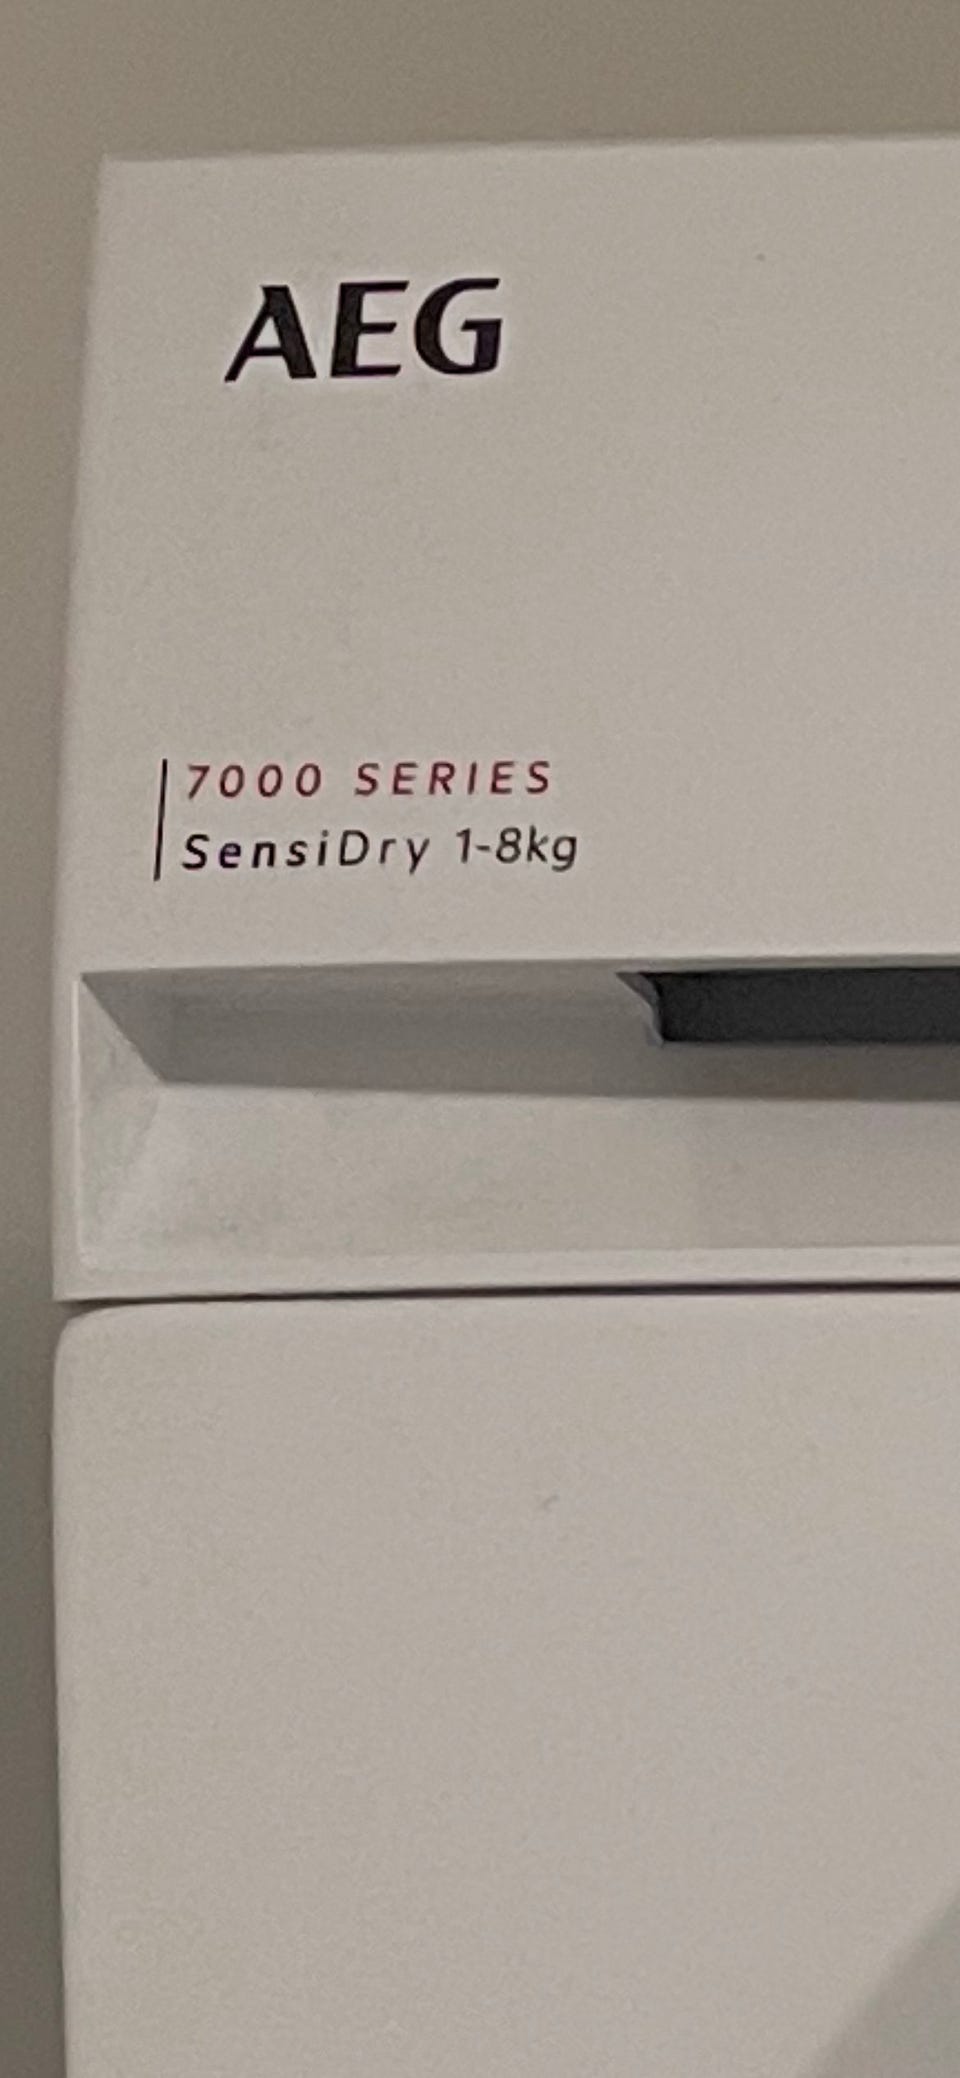 AEG
7000 SERIES
SensiDry 1-8kg